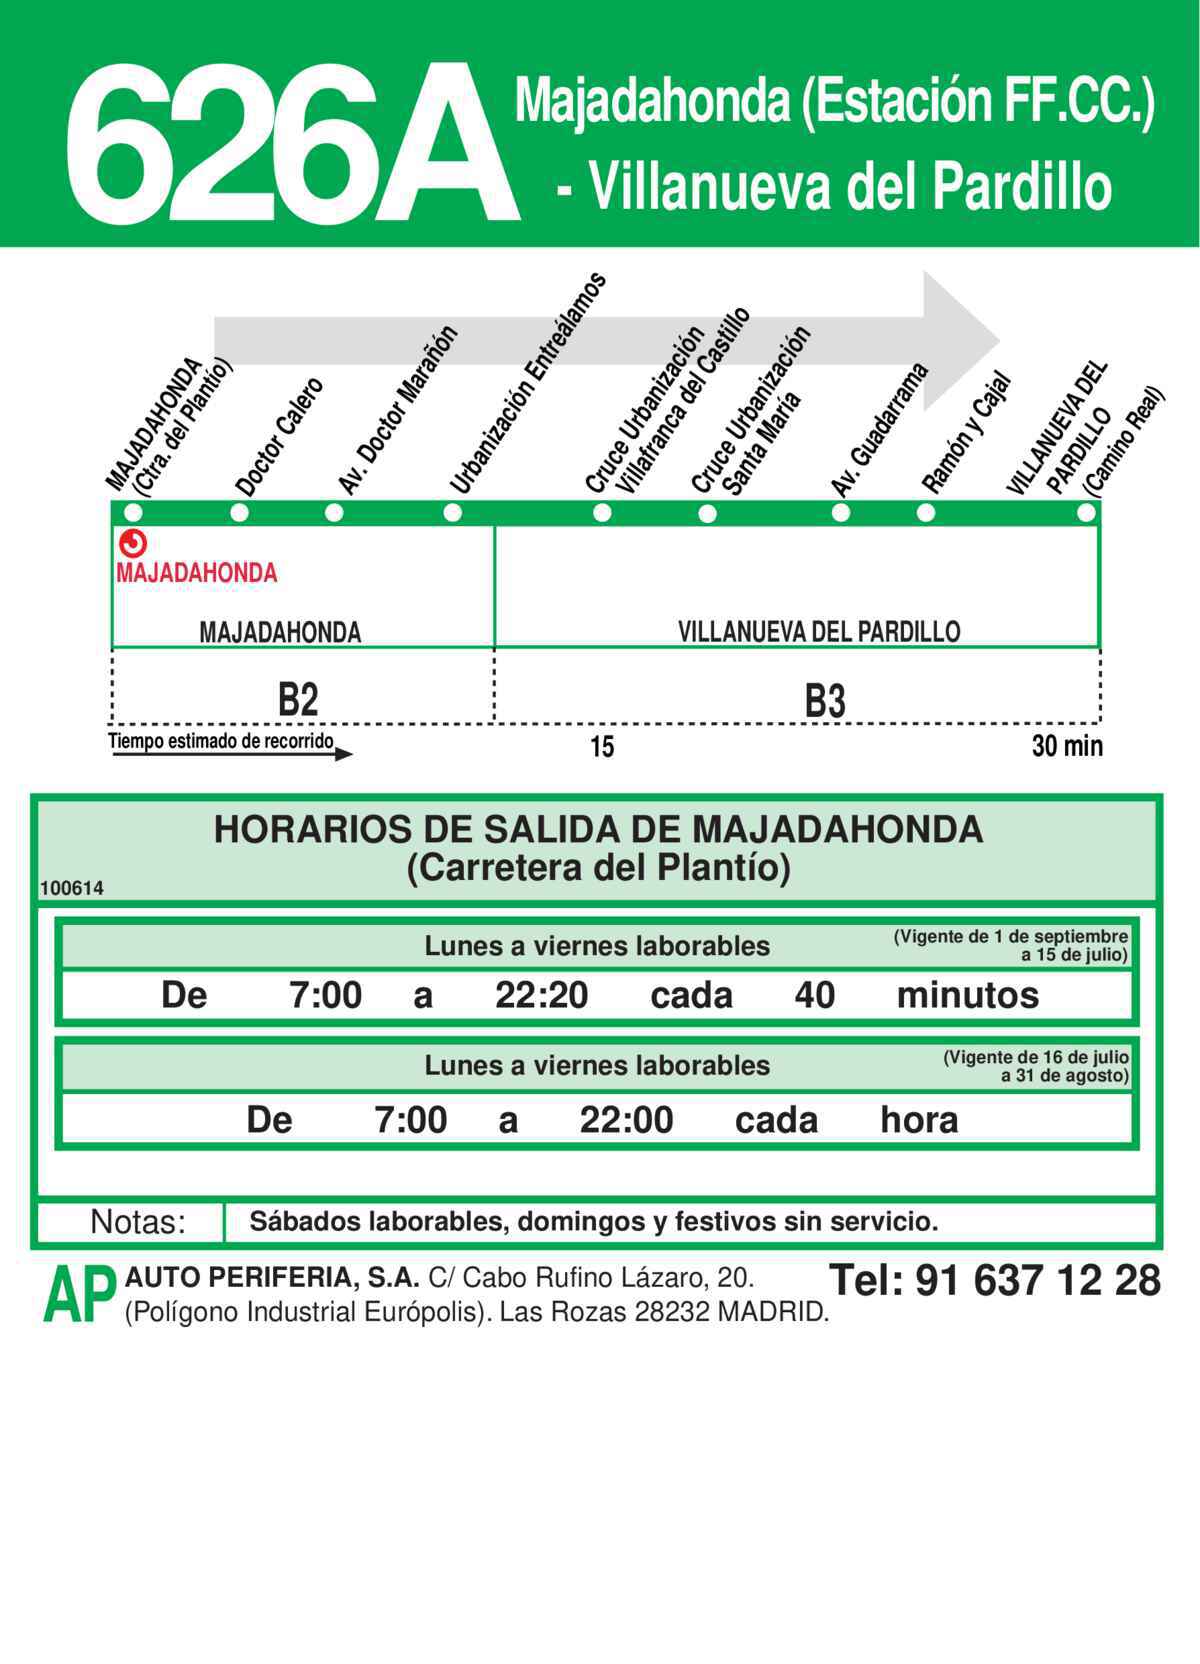 626A
Majadahonda (Estación FF.CC.)
- Villanueva del Pardillo
MAJADAHONDA
(Ctra. del Plantío)
Doctor Calero
Av. Doctor Marañón
Urbanización Entreálamos
Cruce Urbanización
Villafranca del Castillo
Cruce Urbanización
Santa María
Av. Guadarrama
Ramón y Cajal
VILLANUEVA DEL
PARDILLO
(Camino Real)
MAJADAHONDA
MAJADAHONDA
VILLANUEVA DEL PARDILLO
B2
B3
Tiempo estimado de recorrido
15
30 min
HORARIOS DE SALIDA DE MAJADAHONDA
(Carretera del Plantío)
100614
Lunes a viernes laborables
(Vigente de 1 de septiembre
a 15 de julio)
De 7:00 a 22:20 cada 40 minutos
Lunes a viernes laborables
(Vigente de 16 de julio
a 31 de agosto)
De 7:00 a 22:00 cada hora
Notas:
Sábados laborables, domingos y festivos sin servicio.
AP
AUTO PERIFERIA, S.A. C/ Cabo Rufino Lázaro, 20.
(Polígono Industrial Európolis). Las Rozas 28232 MADRID.
Tel: 91 637 12 28